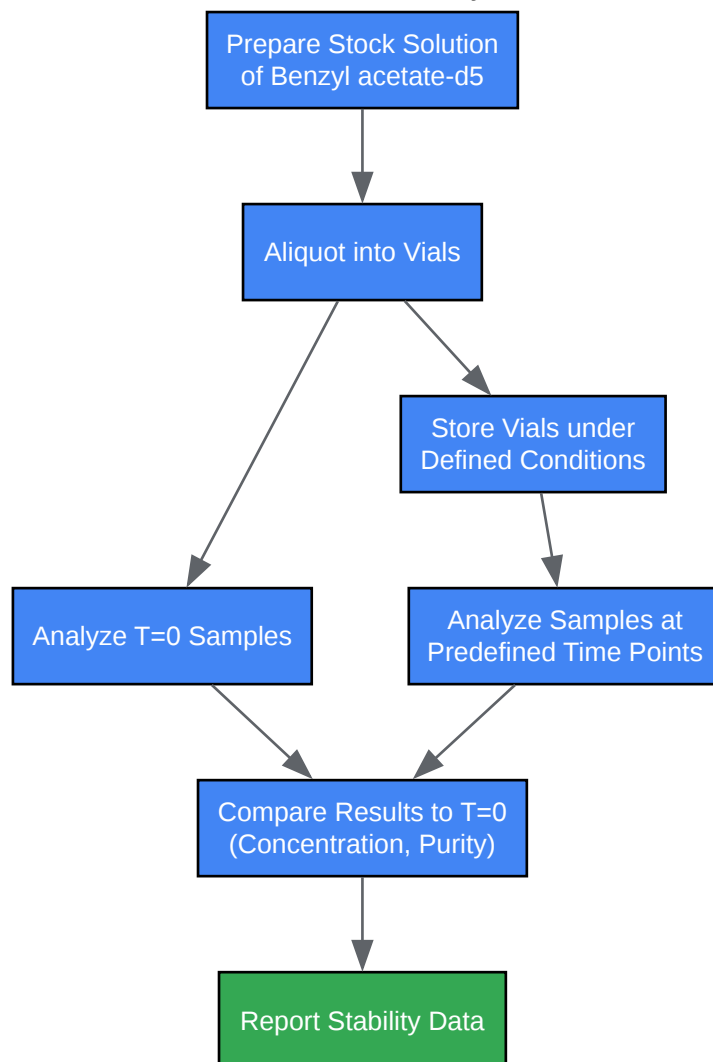 Prepare Stock Solution
of Benzyl acetate-d5
Aliquot into Vials
Store Vials under
Defined Conditions
Analyze T=0 Samples
Analyze Samples at
Predefined Time Points
Compare Results to T=0
(Concentration, Purity)
Report Stability Data